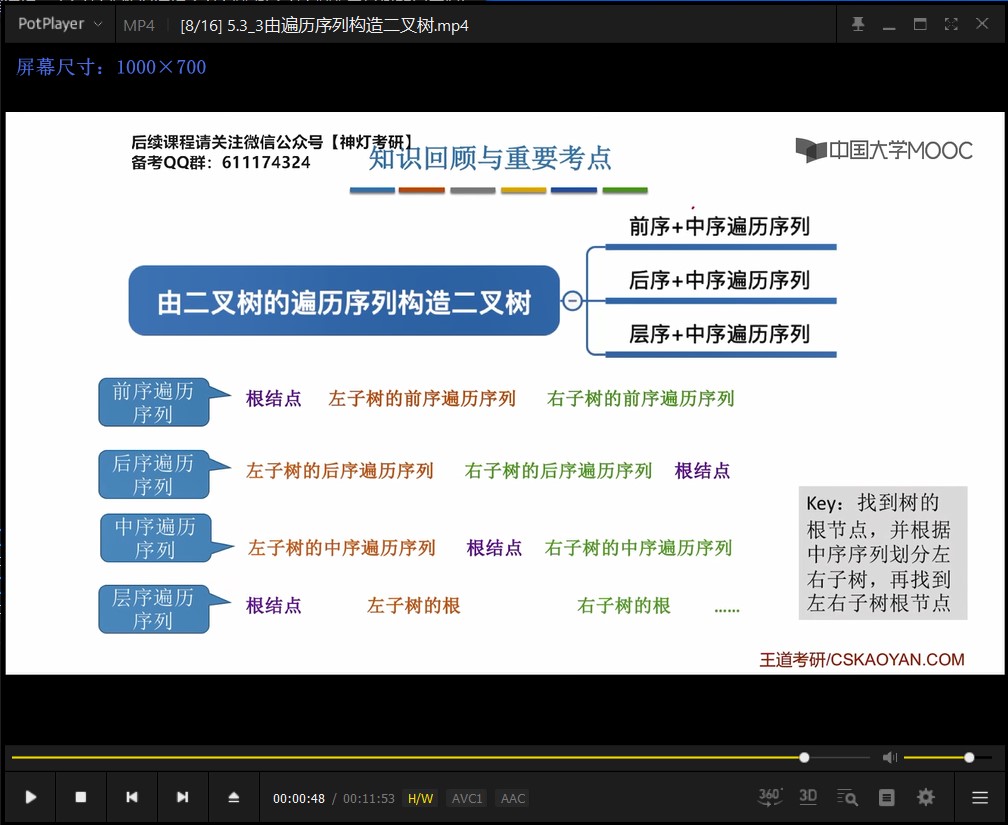 PotPlayer MP4 [8/16] 5.3_3由遍历序列构造二叉树.mp4
屏幕尺寸：1000×700
后续课程请关注微信公众号【神灯考研】
备考QQ群：611174324
知识回顾与重要考点
中国大学MOOC
前序+中序遍历序列
由二叉树的遍历序列构造二叉树
后序+中序遍历序列
层序+中序遍历序列
前序遍历
序列
根结点 左子树的前序遍历序列 右子树的前序遍历序列
后序遍历
序列
左子树的后序遍历序列 右子树的后序遍历序列 根结点
中序遍历
序列
左子树的中序遍历序列 根结点 右子树的中序遍历序列
层序遍历
序列
根结点 左子树的根 右子树的根 ......
Key：找到树的
根节点，并根据
中序序列划分左
右子树，再找到
左右子树根节点
王道考研/CSKAOYAN.COM
00:00:48 / 00:11:53 H/W AVC1 AAC
360° 3D